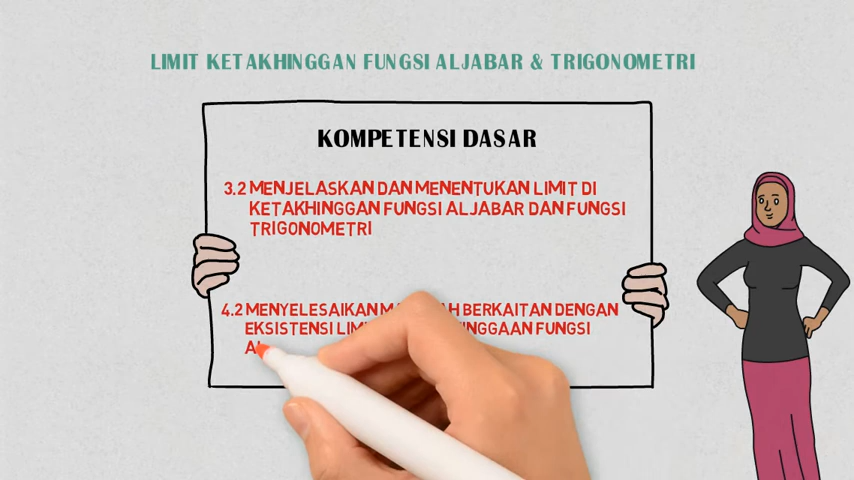 LIMIT KETAKHINGGAN FUNGSI ALJABAR & TRIGONOMETRI
KOMPETENSI DASAR
3.2 MENJELASKAN DAN MENENTUKAN LIMIT DI
KETAKHINGGAN FUNGSI ALJABAR DAN FUNGSI
TRIGONOMETRI
4.2 MENYELESAIKAN BERKAITAN DENGAN
EKSISTENSI FUNGSI